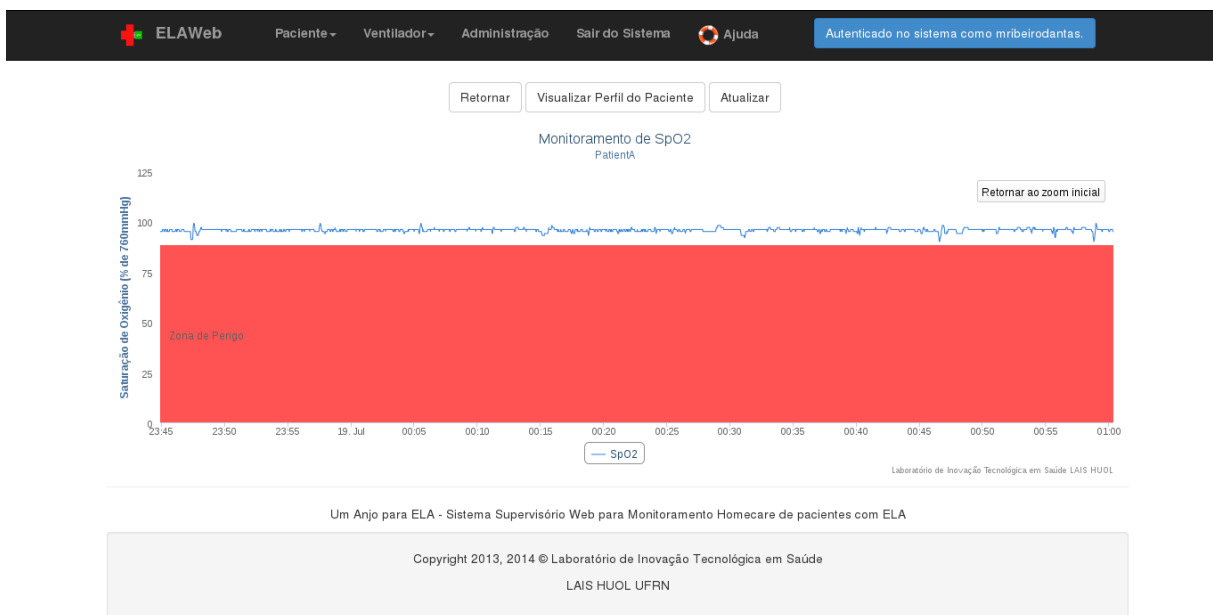 ELAWeb Paciente Ventilador Administração Sair do Sistema Ajuda Autenticado no sistema como mribeirodantas.
Retornar Visualizar Perfil do Paciente Atualizar
Monitoramento de SpO2
PatientA
Retornar ao zoom inicial
Saturação de Oxigênio (% de 760mmHg)
125
100
75
50
25
0
Zona de Perigo
23:45 23:50 23:55 19. Jul 00:05 00:10 00:15 00:20 00:25 00:30 00:35 00:40 00:45 00:50 00:55 01:00
SpO2
Laboratório de Inovação Tecnológica em Saúde LAIS HUOL
Um Anjo para ELA - Sistema Supervisório Web para Monitoramento Homecare de pacientes com ELA
Copyright 2013, 2014 © Laboratório de Inovação Tecnológica em Saúde
LAIS HUOL UFRN